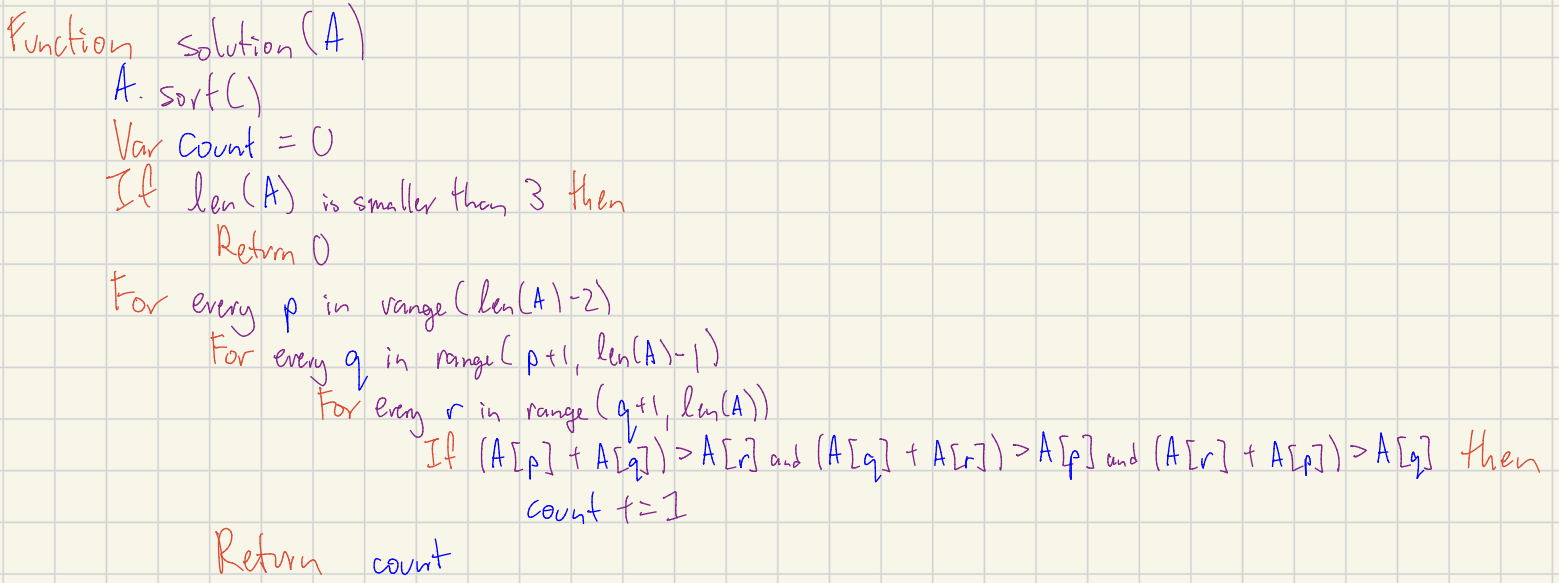 Function solution(A)
A.sort()
Var count = 0
If len(A) is smaller than 3 then
Return 0
For every p in range(len(A)-2)
For every q in range(p+1, len(A)-1)
For every r in range(q+1, len(A))
If (A[p] + A[q]) > A[r] and (A[q] + A[r]) > A[p] and (A[r] + A[p]) > A[q] then
count += 1
Return count